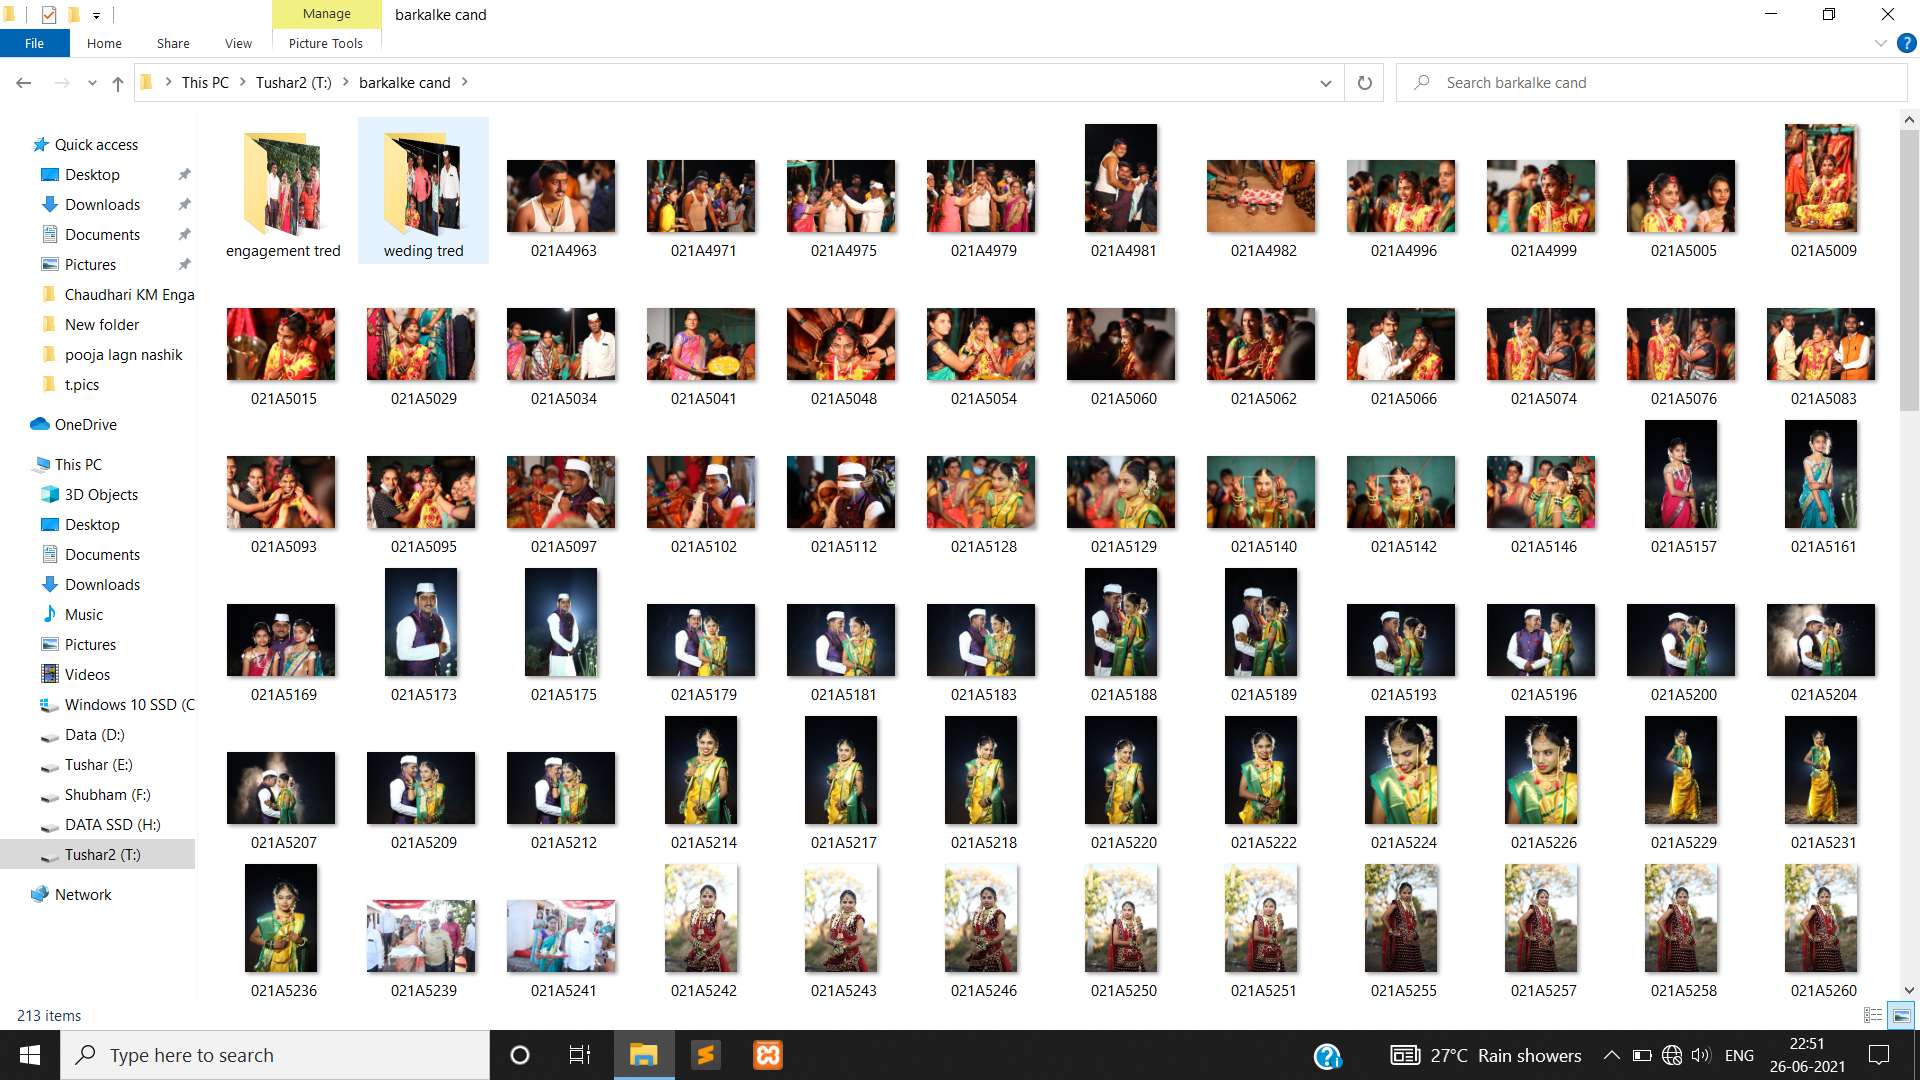 Manage
barkalke cand
File
Home
Share
View
Picture Tools
This PC
Tushar2 (T:)
barkalke cand
Search barkalke cand
Quick access
Desktop
Downloads
Documents
Pictures
Chaudhari KM Enga
New folder
pooja lagn nashik
t.pics
OneDrive
This PC
3D Objects
Desktop
Documents
Downloads
Music
Pictures
Videos
Windows 10 SSD (C
Data (D:)
Tushar (E:)
Shubham (F:)
DATA SSD (H:)
Tushar2 (T:)
Network
engagement tred
weding tred
021A4963
021A4971
021A4975
021A4979
021A4981
021A4982
021A4996
021A4999
021A5005
021A5009
021A5015
021A5029
021A5034
021A5041
021A5048
021A5054
021A5060
021A5062
021A5066
021A5074
021A5076
021A5083
021A5093
021A5095
021A5097
021A5102
021A5112
021A5128
021A5129
021A5140
021A5142
021A5146
021A5157
021A5161
021A5169
021A5173
021A5175
021A5179
021A5181
021A5183
021A5188
021A5189
021A5193
021A5196
021A5200
021A5204
021A5207
021A5209
021A5212
021A5214
021A5217
021A5218
021A5220
021A5222
021A5224
021A5226
021A5229
021A5231
021A5236
021A5239
021A5241
021A5242
021A5243
021A5246
021A5250
021A5251
021A5255
021A5257
021A5258
021A5260
213 items
Type here to search
27°C Rain showers
ENG
22:51
26-06-2021